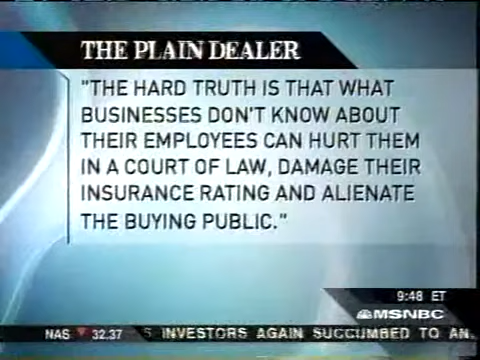 THE PLAIN DEALER
"THE HARD TRUTH IS THAT WHAT
BUSINESSES DON'T KNOW ABOUT
THEIR EMPLOYEES CAN HURT THEM
IN A COURT OF LAW, DAMAGE THEIR
INSURANCE RATING AND ALIENATE
THE BUYING PUBLIC."
9:48 ET
MSNBC
NAS ▼ 32.37 S INVESTORS AGAIN SUCCUMBED TO AN